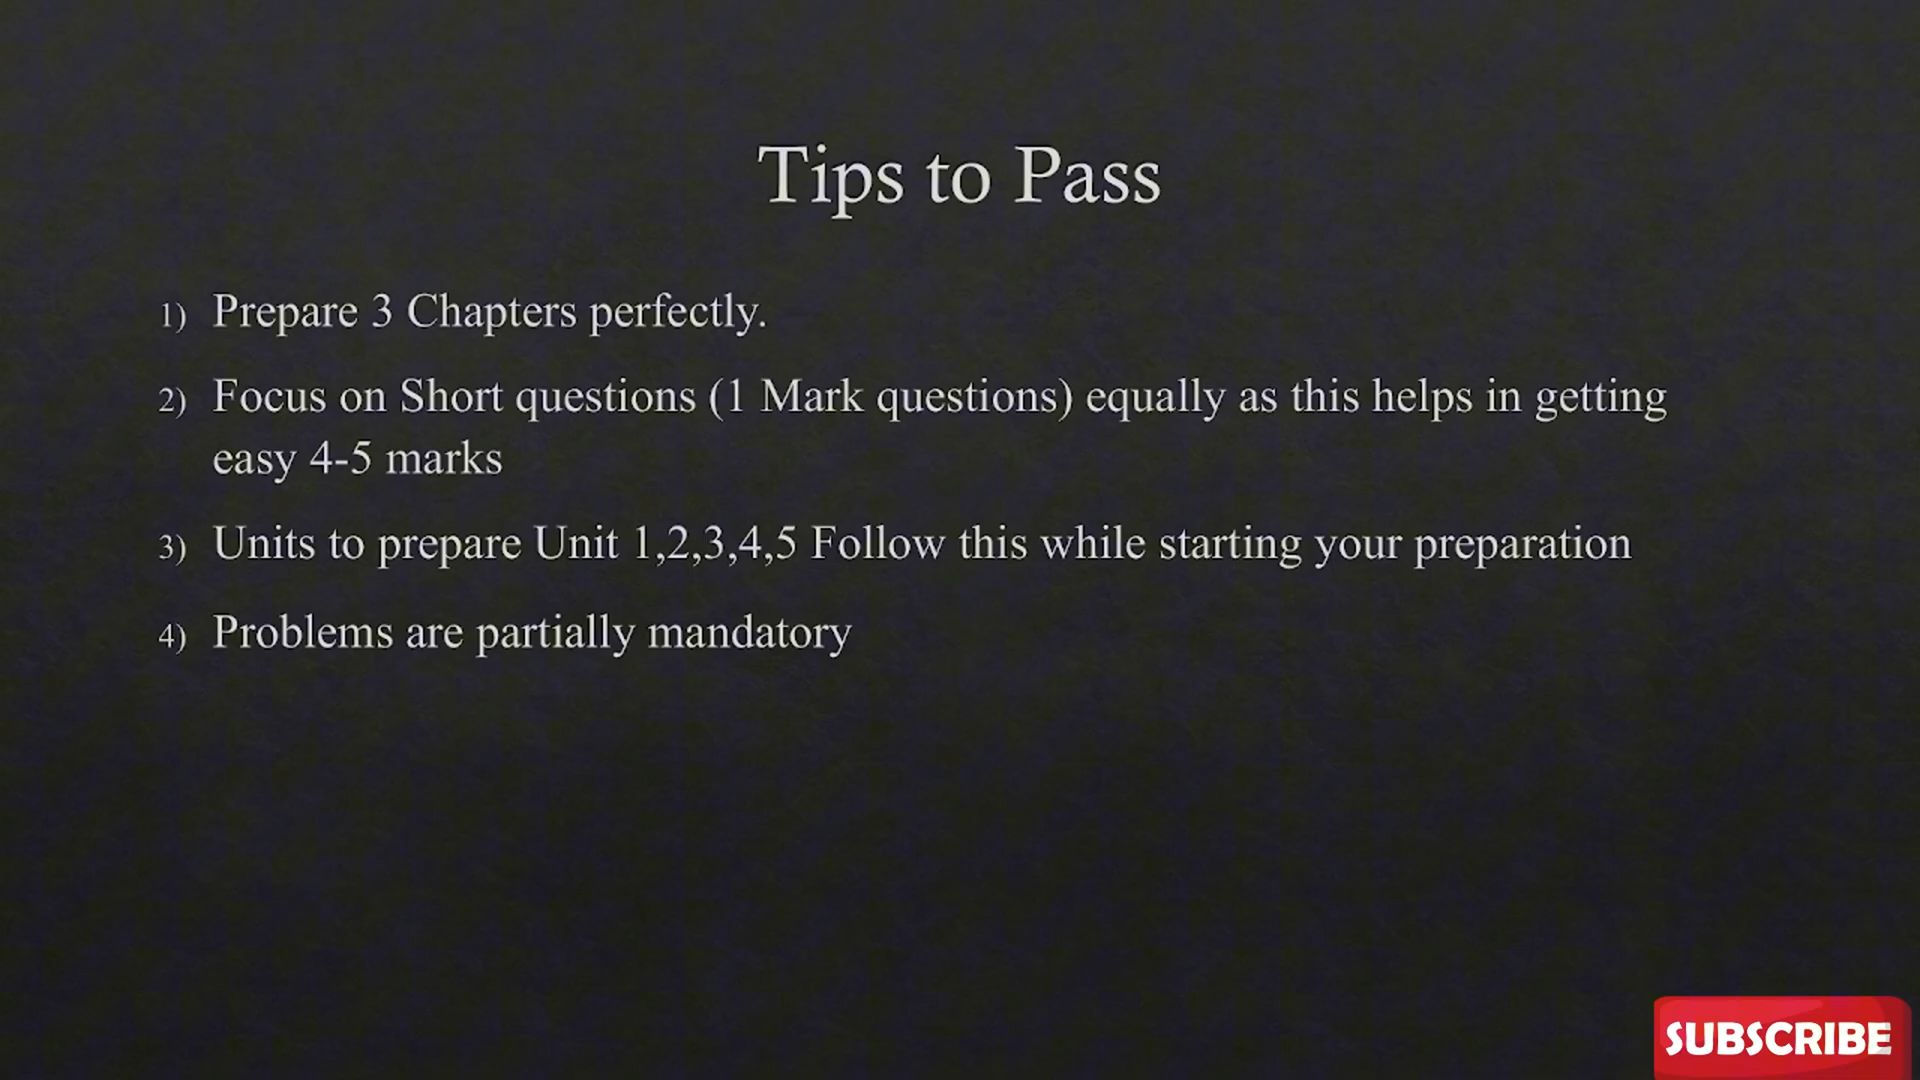 Tips to Pass
1) Prepare 3 Chapters perfectly.
2) Focus on Short questions (1 Mark questions) equally as this helps in getting
easy 4-5 marks
3) Units to prepare Unit 1,2,3,4,5 Follow this while starting your preparation
4) Problems are partially mandatory
SUBSCRIBE